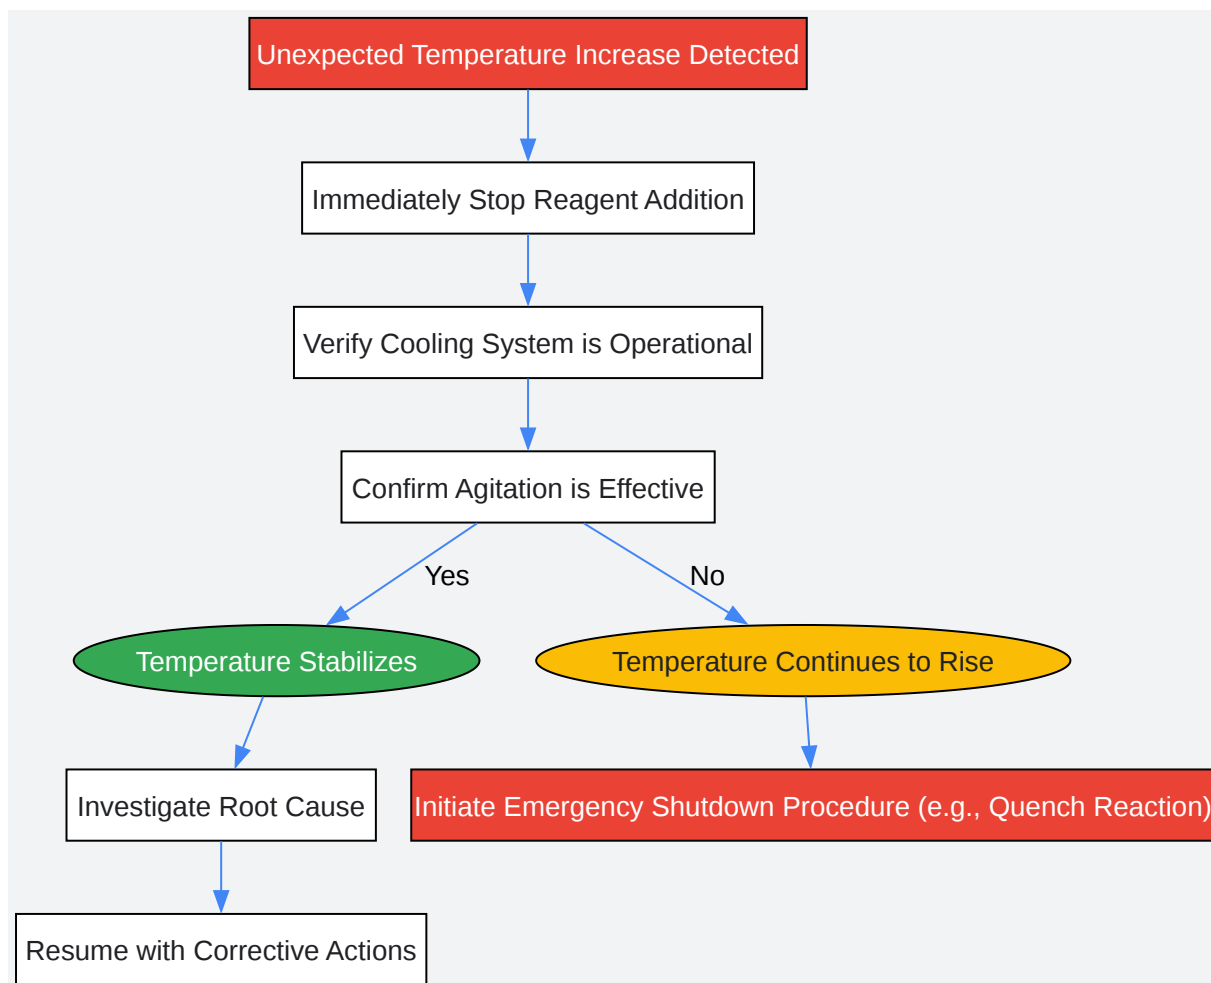 Unexpected Temperature Increase Detected
Immediately Stop Reagent Addition
Verify Cooling System is Operational
Confirm Agitation is Effective
Yes
No
Temperature Stabilizes
Temperature Continues to Rise
Investigate Root Cause
Initiate Emergency Shutdown Procedure (e.g., Quench Reaction)
Resume with Corrective Actions